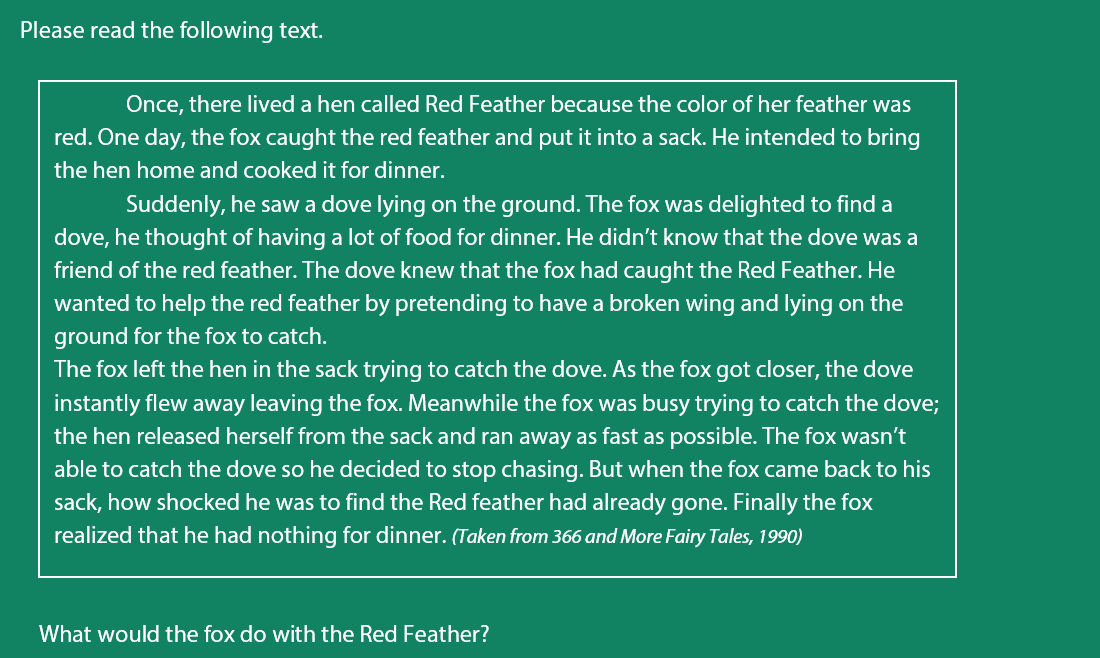 Please read the following text.
Once, there lived a hen called Red Feather because the color of her feather was
red. One day, the fox caught the red feather and put it into a sack. He intended to bring
the hen home and cooked it for dinner.
Suddenly, he saw a dove lying on the ground. The fox was delighted to find a
dove, he thought of having a lot of food for dinner. He didn’t know that the dove was a
friend of the red feather. The dove knew that the fox had caught the Red Feather. He
wanted to help the red feather by pretending to have a broken wing and lying on the
ground for the fox to catch.
The fox left the hen in the sack trying to catch the dove. As the fox got closer, the dove
instantly flew away leaving the fox. Meanwhile the fox was busy trying to catch the dove;
the hen released herself from the sack and ran away as fast as possible. The fox wasn’t
able to catch the dove so he decided to stop chasing. But when the fox came back to his
sack, how shocked he was to find the Red feather had already gone. Finally the fox
realized that he had nothing for dinner. (Taken from 366 and More Fairy Tales, 1990)
What would the fox do with the Red Feather?